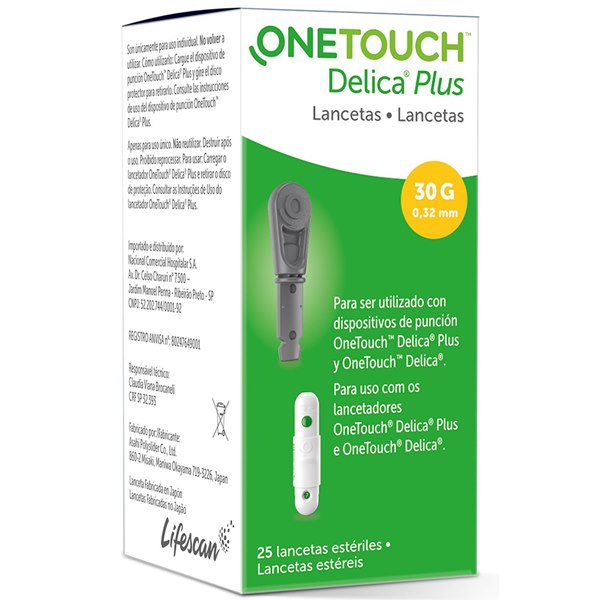 Son únicamente para uso individual. No volver a
utilizar. Cómo utilizarlo: Cargue el dispositivo de
punción OneTouch™ Delica® Plus y gire el disco
protector para retirarlo. Consulte las instrucciones
de uso del dispositivo de punción OneTouch™
Delica® Plus.
Apenas para uso único. Não reutilizar. Destruir após
o uso. Proibido reprocessar. Para usar: Carregar o
lancetador OneTouch® Delica® Plus e retirar o disco
de proteção. Consultar as Instruções de Uso do
lancetador OneTouch® Delica® Plus.
Importado e distribuido por:
Nacional Comercial Hospitalar S.A.
Av. Dr. Celso Charuri nº 7.500 –
Jardim Manoel Penna - Ribeirão Preto - SP
CNPJ: 52.202.744/0001-92
REGISTRO ANVISA nº: 80247649001
Responsável técnico:
Claudia Viana Brocaneli
CRF SP 32.393
Fabricado por/Fabricante:
Asahi Polyslider Co., Ltd.
860-2 Misaki, Maniwa Okayama 719-3226, Japan
Lanceta Fabricada en Japón
Lancetas Fabricadas no Japão
Lifescan
ONETOUCH™
Delica® Plus
Lancetas • Lancetas
30 G
0,32 mm
Para ser utilizado con
dispositivos de punción
OneTouch™ Delica® Plus
y OneTouch™ Delica®.
Para uso com os
lancetadores
OneTouch® Delica® Plus
e OneTouch® Delica®.
25 lancetas estériles •
Lancetas estéreis